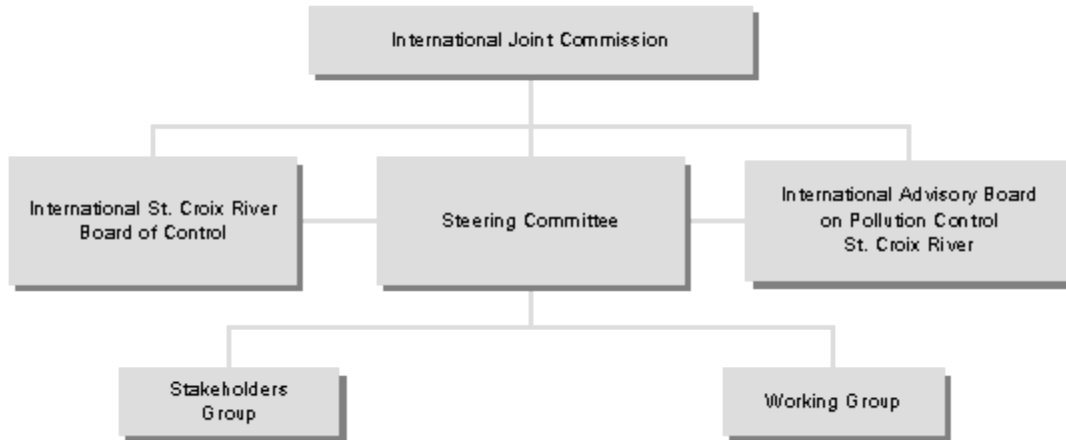 International Joint Commission
International St. Croix River
Board of Control
Steering Committee
International Advisory Board
on Pollution Control
St. Croix River
Stakeholders
Group
Working Group